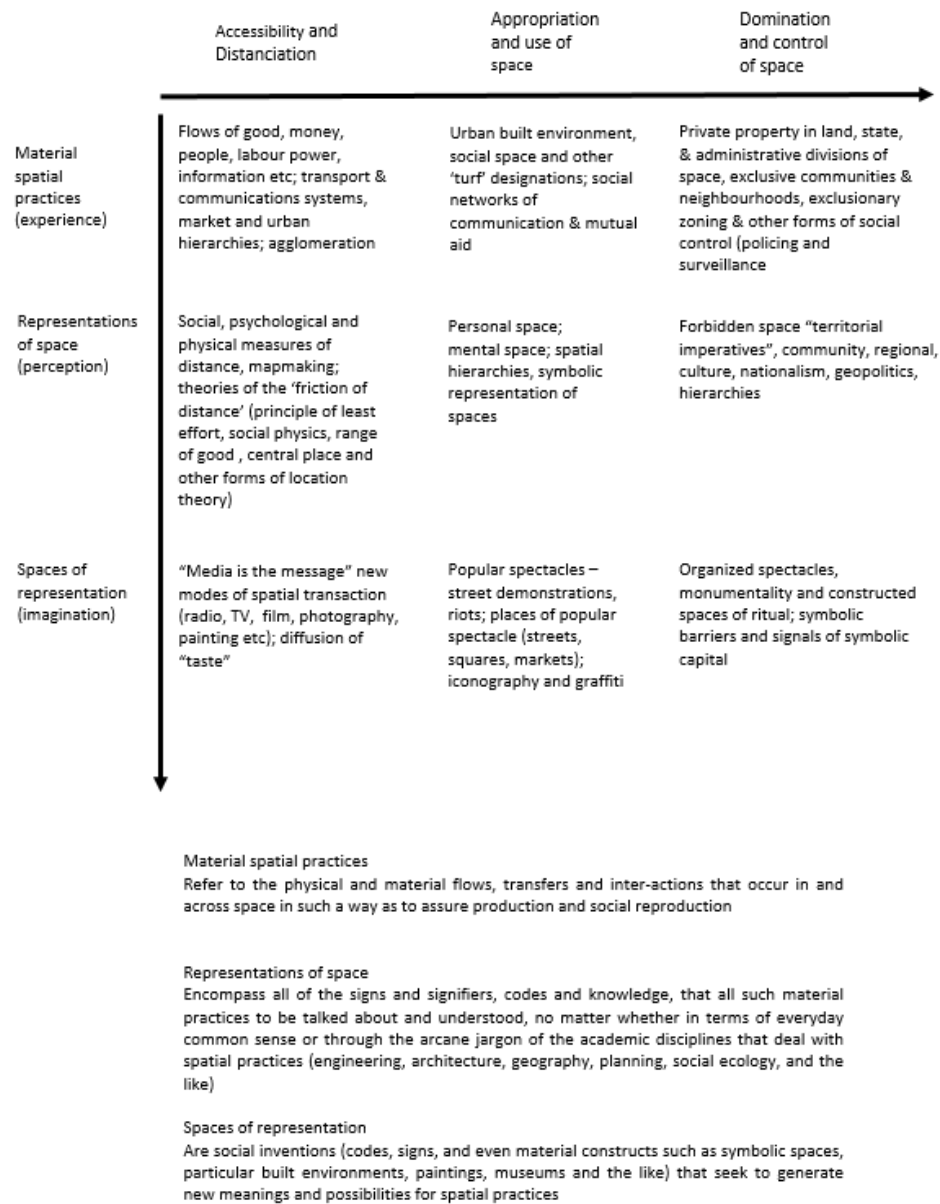 Accessibility and
Distanciation
Appropriation
and use of
space
Domination
and control
of space
Material
spatial
practices
(experience)
Flows of good, money,
people, labour power,
information etc; transport &
communications systems,
market and urban
hierarchies; agglomeration
Urban built environment,
social space and other
‘turf’ designations; social
networks of
communication & mutual
aid
Private property in land, state,
& administrative divisions of
space, exclusive communities &
neighbourhoods, exclusionary
zoning & other forms of social
control (policing and
surveillance
Representations
of space
(perception)
Social, psychological and
physical measures of
distance, mapmaking;
theories of the ‘friction of
distance’ (principle of least
effort, social physics, range
of good , central place and
other forms of location
theory)
Personal space;
mental space; spatial
hierarchies, symbolic
representation of
spaces
Forbidden space “territorial
imperatives”, community, regional,
culture, nationalism, geopolitics,
hierarchies
Spaces of
representation
(imagination)
“Media is the message” new
modes of spatial transaction
(radio, TV, film, photography,
painting etc); diffusion of
“taste”
Popular spectacles –
street demonstrations,
riots; places of popular
spectacle (streets,
squares, markets);
iconography and graffiti
Organized spectacles,
monumentality and constructed
spaces of ritual; symbolic
barriers and signals of symbolic
capital
Material spatial practices
Refer to the physical and material flows, transfers and inter-actions that occur in and
across space in such a way as to assure production and social reproduction
Representations of space
Encompass all of the signs and signifiers, codes and knowledge, that all such material
practices to be talked about and understood, no matter whether in terms of everyday
common sense or through the arcane jargon of the academic disciplines that deal with
spatial practices (engineering, architecture, geography, planning, social ecology, and the
like)
Spaces of representation
Are social inventions (codes, signs, and even material constructs such as symbolic spaces,
particular built environments, paintings, museums and the like) that seek to generate
new meanings and possibilities for spatial practices